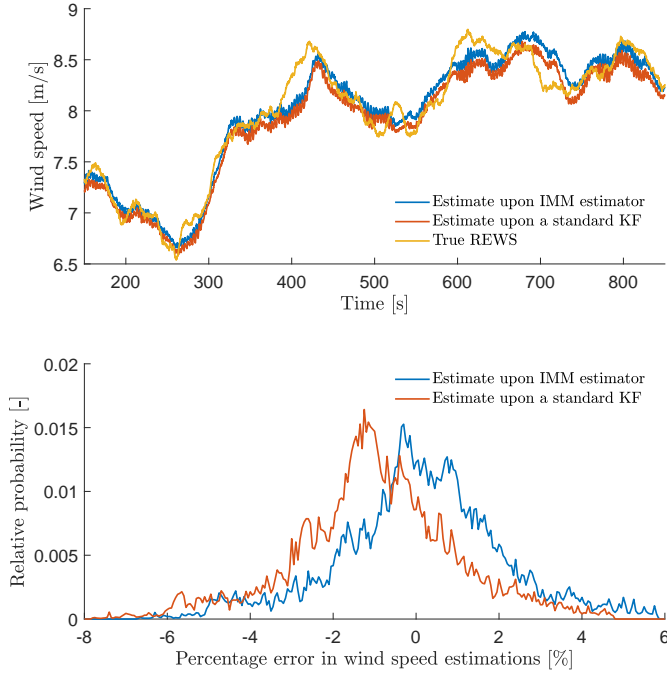 9
8.5
8
7.5
7
6.5
Wind speed [m/s]
Estimate upon IMM estimator
Estimate upon a standard KF
True REWS
200 300 400 500 600 700 800
Time [s]
0.02
0.015
0.01
0.005
0
Relative probability [-]
Estimate upon IMM estimator
Estimate upon a standard KF
-8 -6 -4 -2 0 2 4 6
Percentage error in wind speed estimations [%]